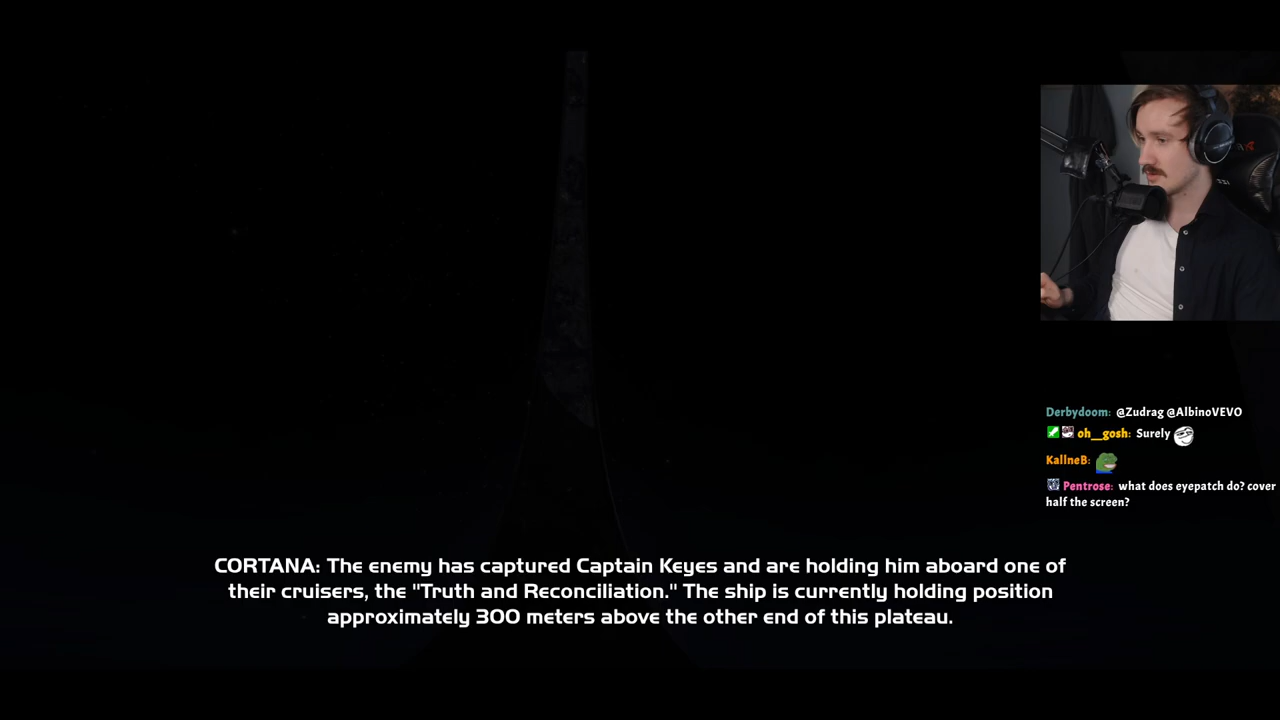 Derbydoom: @Zudrag @AlbinoVEVO
oh__gosh: Surely
KallneB:
Pentrose: what does eyepatch do? cover
half the screen?
CORTANA: The enemy has captured Captain Keyes and are holding him aboard one of
their cruisers, the "Truth and Reconciliation." The ship is currently holding position
approximately 300 meters above the other end of this plateau.